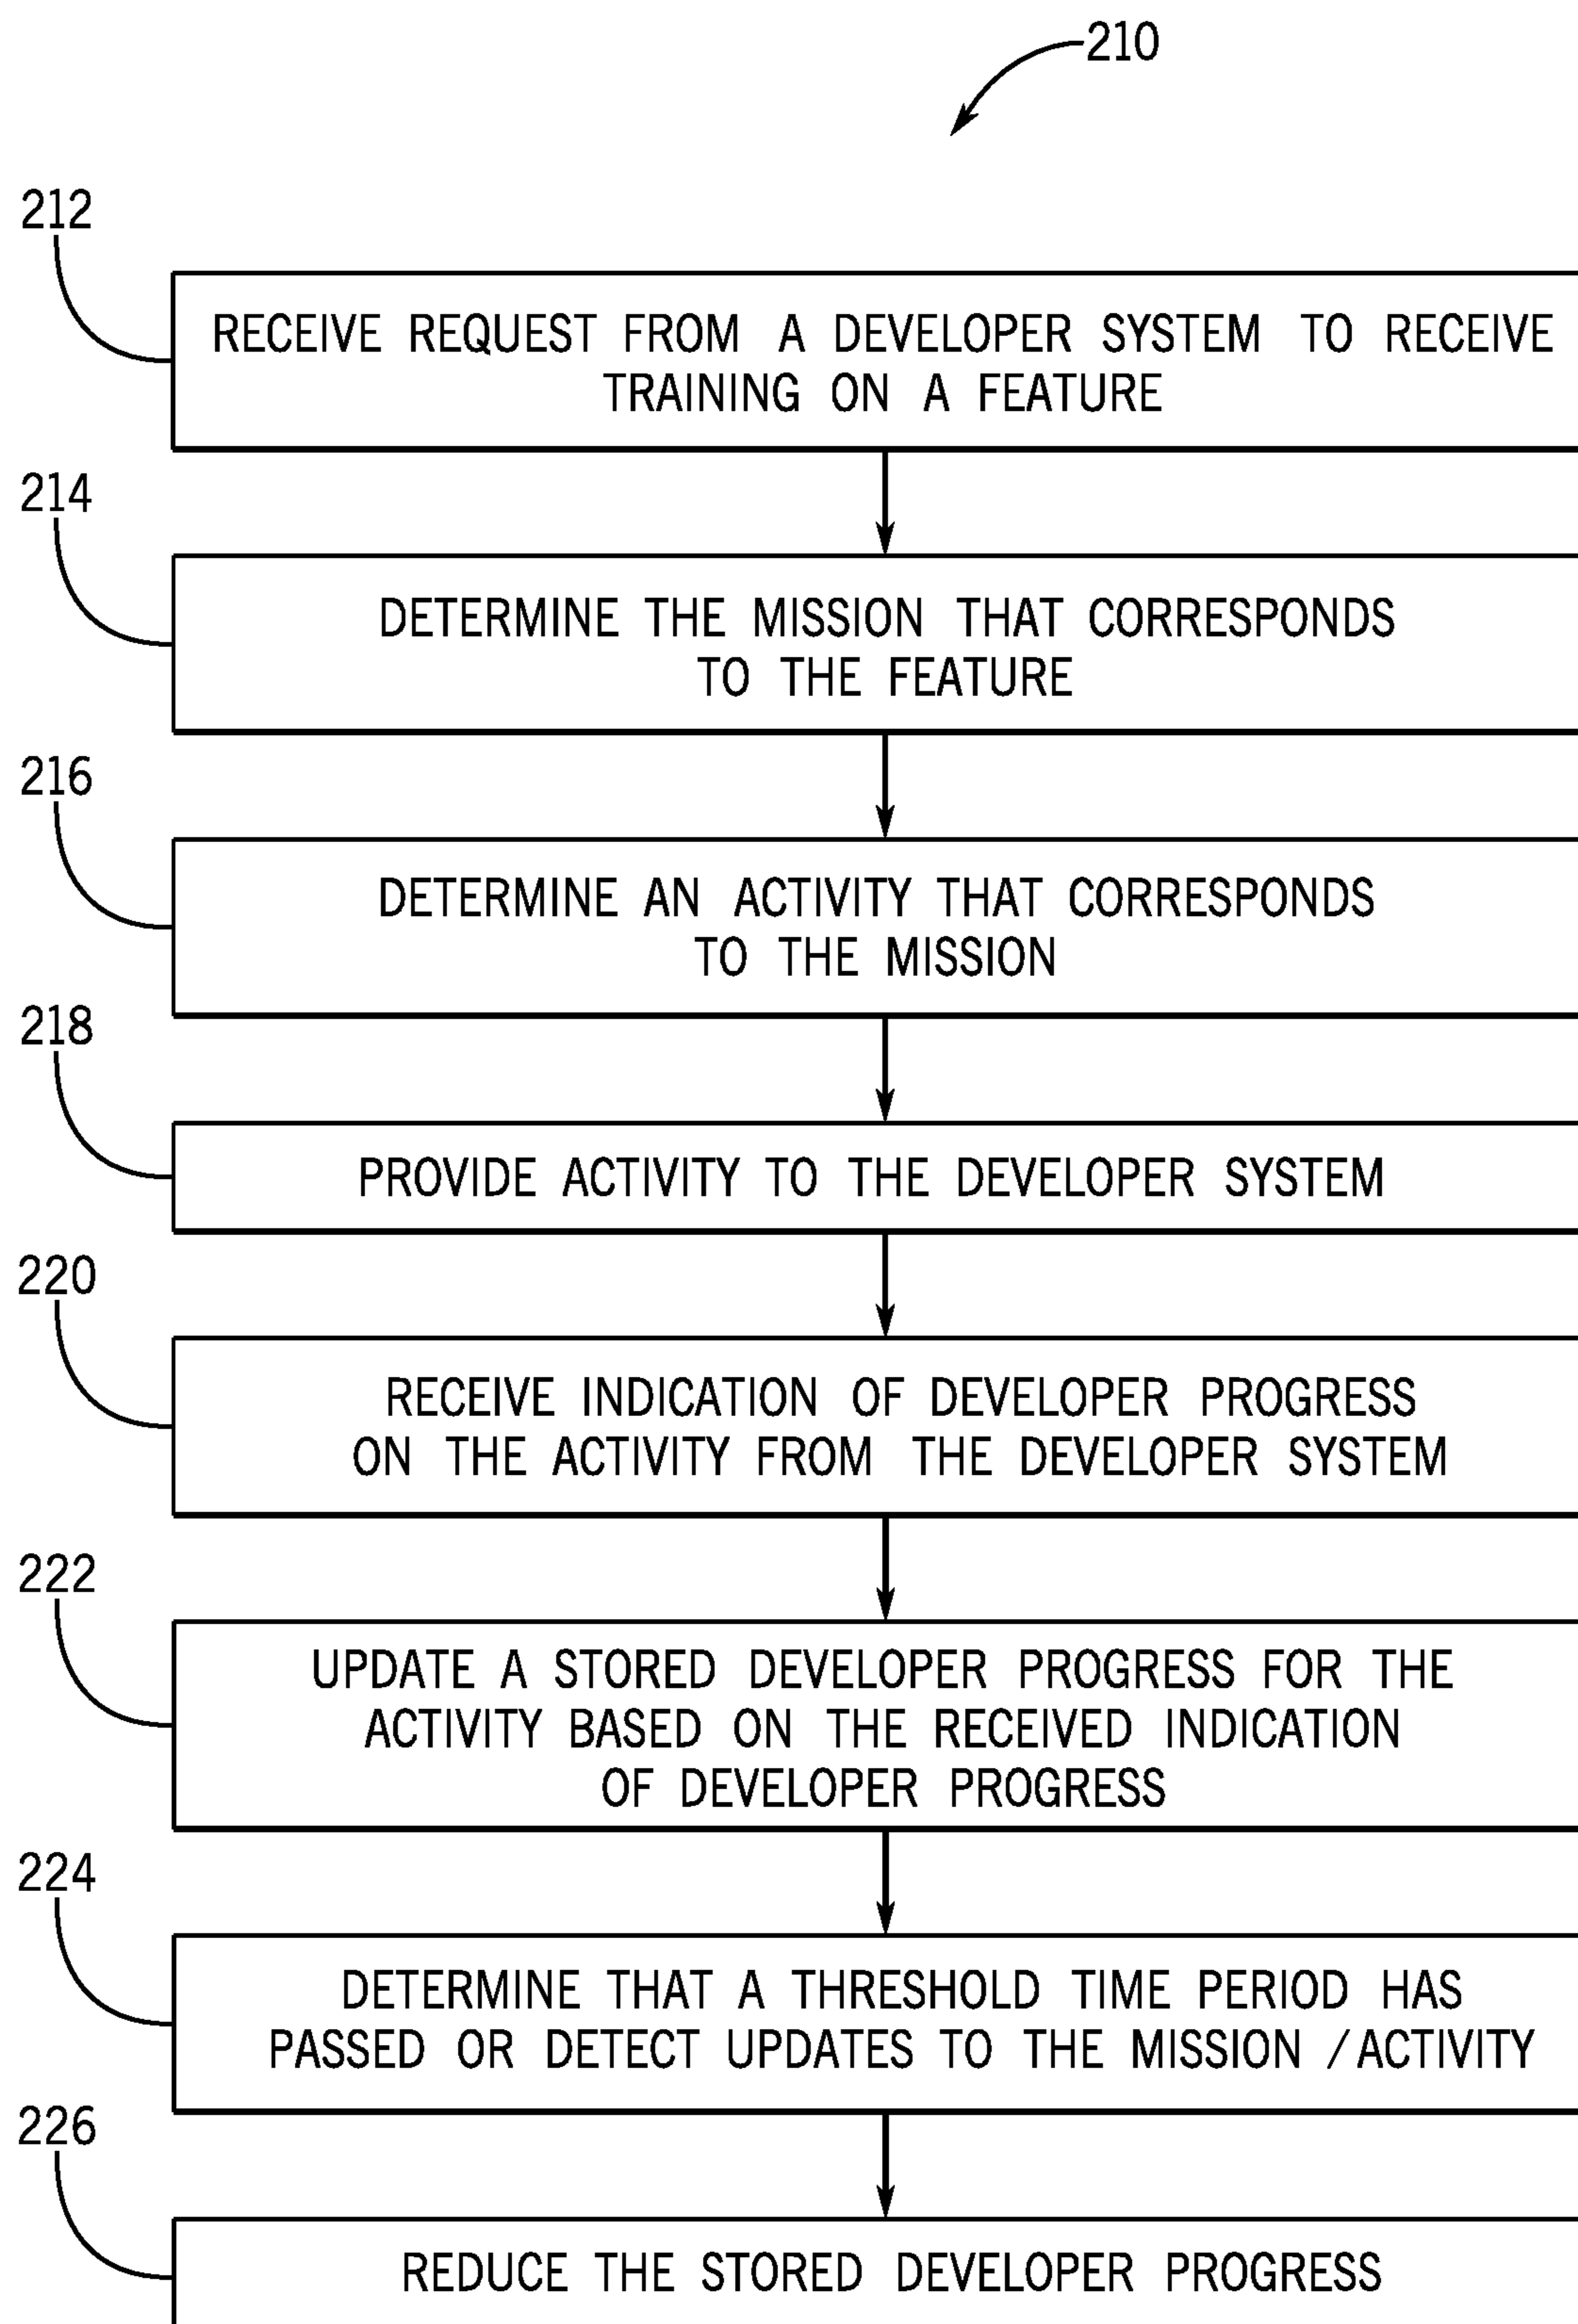 210
212
RECEIVE REQUEST FROM A DEVELOPER SYSTEM TO RECEIVE
TRAINING ON A FEATURE
214
DETERMINE THE MISSION THAT CORRESPONDS
TO THE FEATURE
216
DETERMINE AN ACTIVITY THAT CORRESPONDS
TO THE MISSION
218
PROVIDE ACTIVITY TO THE DEVELOPER SYSTEM
220
RECEIVE INDICATION OF DEVELOPER PROGRESS
ON THE ACTIVITY FROM THE DEVELOPER SYSTEM
222
UPDATE A STORED DEVELOPER PROGRESS FOR THE
ACTIVITY BASED ON THE RECEIVED INDICATION
OF DEVELOPER PROGRESS
224
DETERMINE THAT A THRESHOLD TIME PERIOD HAS
PASSED OR DETECT UPDATES TO THE MISSION /ACTIVITY
226
REDUCE THE STORED DEVELOPER PROGRESS